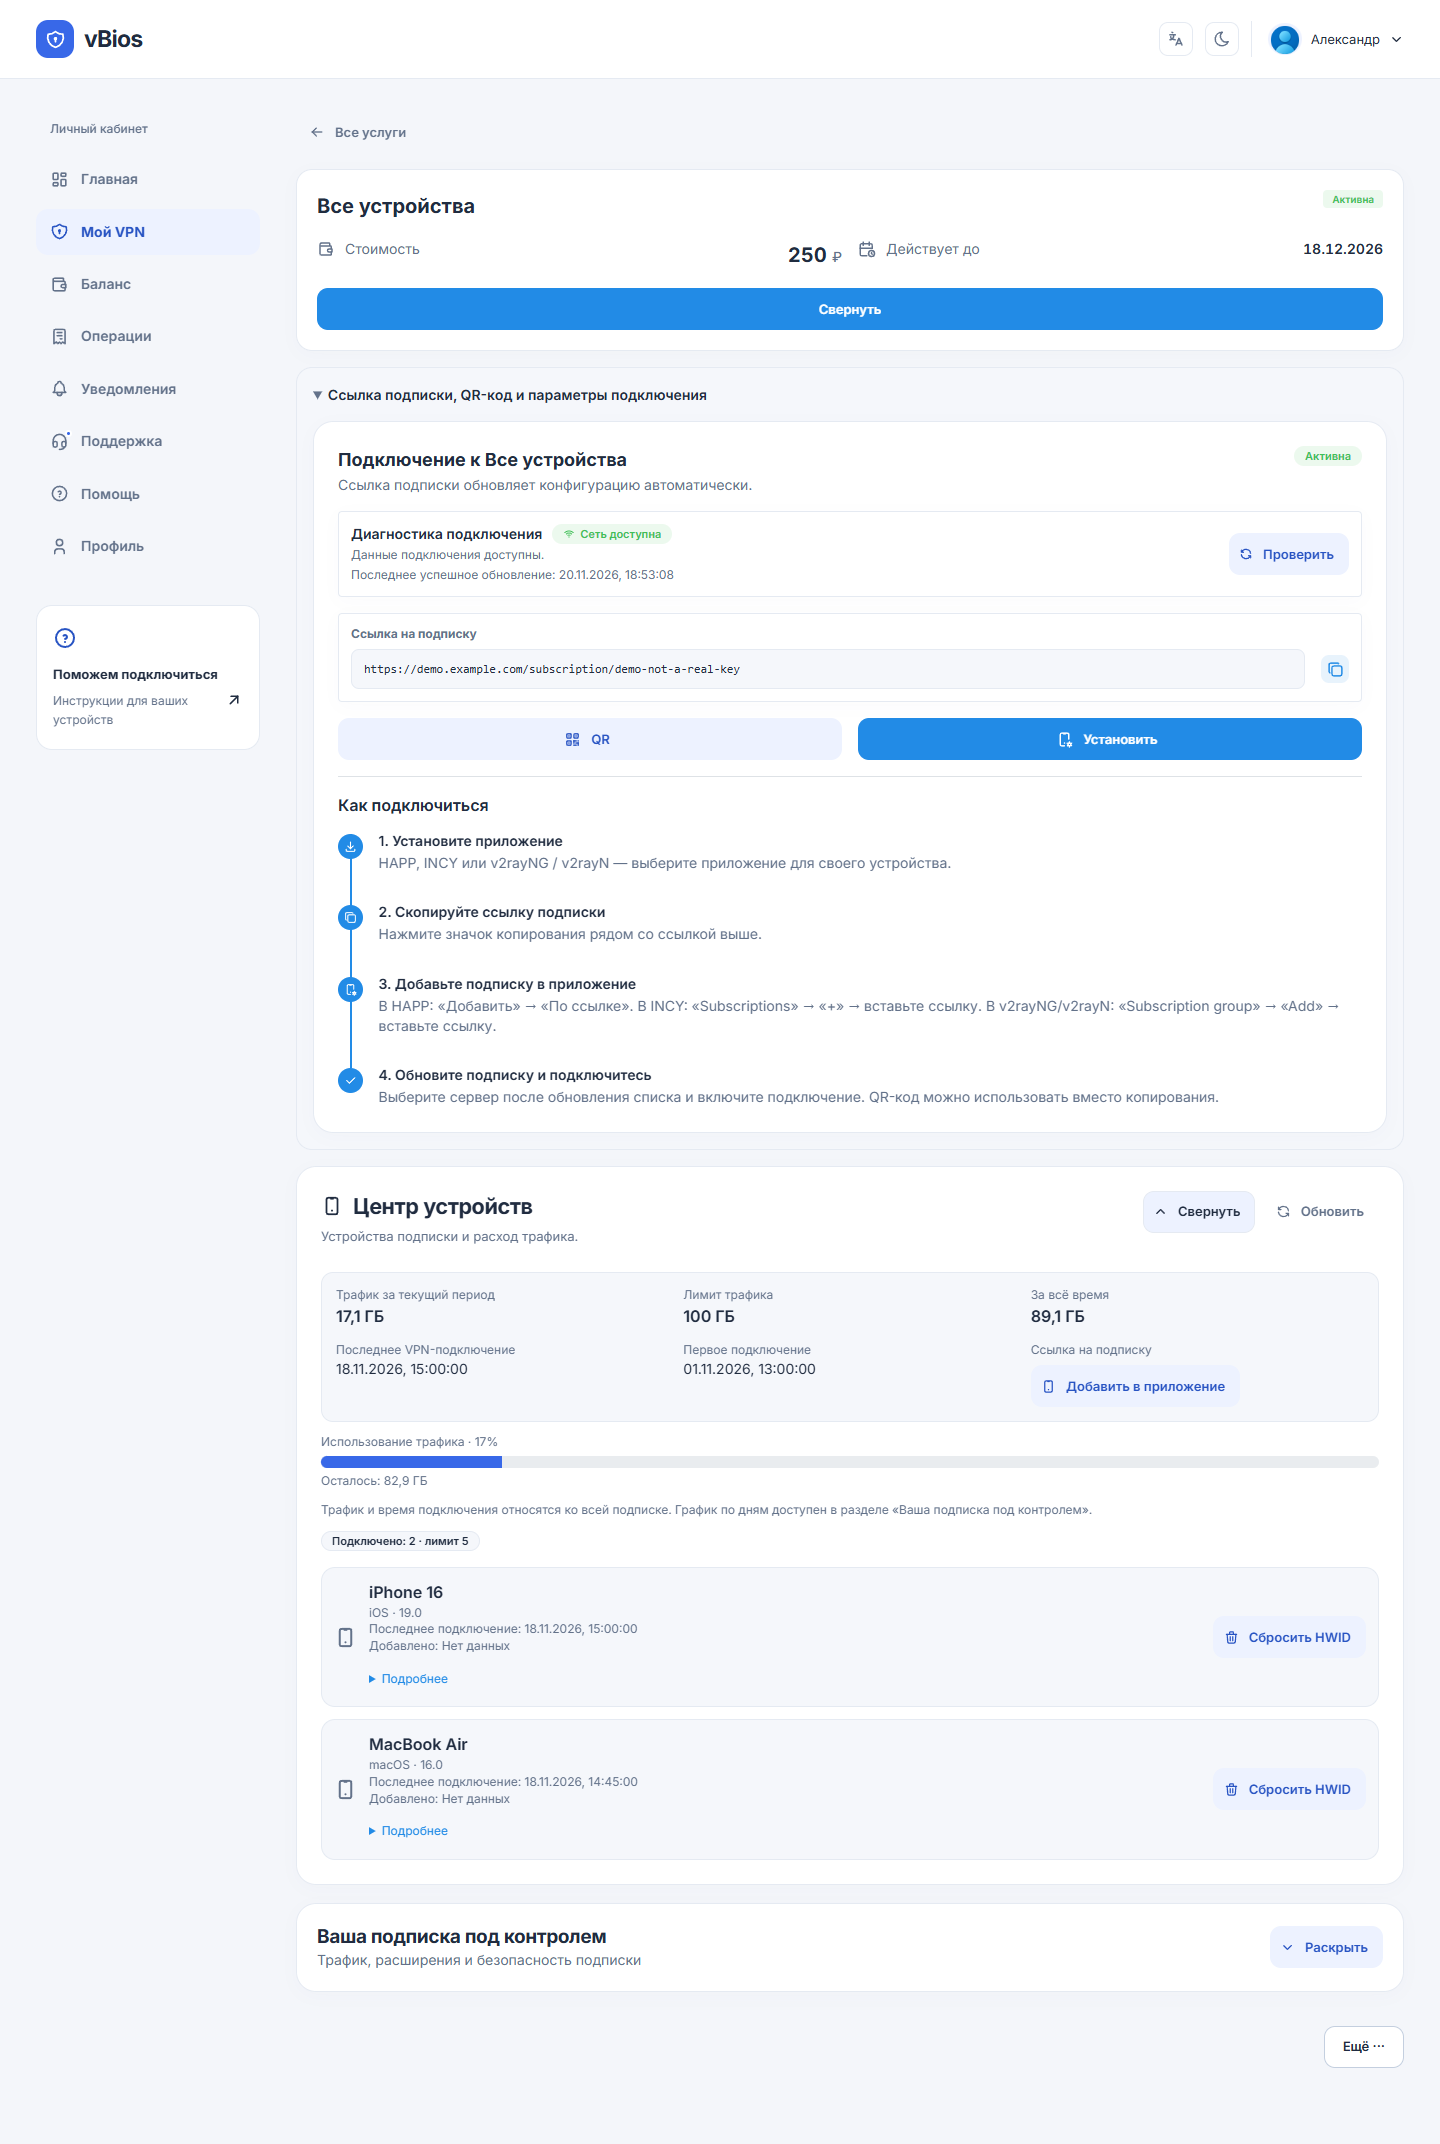 vBios
Александр
Личный кабинет
Главная
Мой VPN
Баланс
Операции
Уведомления
Поддержка
Помощь
Профиль
Поможем подключиться
Инструкции для ваших
устройств
Все услуги
Все устройства
Активна
Стоимость
250 ₽
Действует до
18.12.2026
Свернуть
Ссылка подписки, QR-код и параметры подключения
Подключение к Все устройства
Активна
Ссылка подписки обновляет конфигурацию автоматически.
Диагностика подключения
Сеть доступна
Данные подключения доступны.
Последнее успешное обновление: 20.11.2026, 18:53:08
Проверить
Ссылка на подписку
https://demo.example.com/subscription/demo-not-a-real-key
QR
Установить
Как подключиться
1. Установите приложение
HAPP, INCY или v2rayNG / v2rayN — выберите приложение для своего устройства.
2. Скопируйте ссылку подписки
Нажмите значок копирования рядом со ссылкой выше.
3. Добавьте подписку в приложение
В HAPP: «Добавить» → «По ссылке». В INCY: «Subscriptions» → «+» → вставьте ссылку. В v2rayNG/v2rayN: «Subscription group» → «Add» →
вставьте ссылку.
4. Обновите подписку и подключитесь
Выберите сервер после обновления списка и включите подключение. QR-код можно использовать вместо копирования.
Центр устройств
Устройства подписки и расход трафика.
Свернуть
Обновить
Трафик за текущий период
17,1 ГБ
Лимит трафика
100 ГБ
За всё время
89,1 ГБ
Последнее VPN-подключение
18.11.2026, 15:00:00
Первое подключение
01.11.2026, 13:00:00
Ссылка на подписку
Добавить в приложение
Использование трафика · 17%
Осталось: 82,9 ГБ
Трафик и время подключения относятся ко всей подписке. График по дням доступен в разделе «Ваша подписка под контролем».
Подключено: 2 · лимит 5
iPhone 16
iOS · 19.0
Последнее подключение: 18.11.2026, 15:00:00
Добавлено: Нет данных
Подробнее
Сбросить HWID
MacBook Air
macOS · 16.0
Последнее подключение: 18.11.2026, 14:45:00
Добавлено: Нет данных
Подробнее
Сбросить HWID
Ваша подписка под контролем
Трафик, расширения и безопасность подписки
Раскрыть
Ещё ···